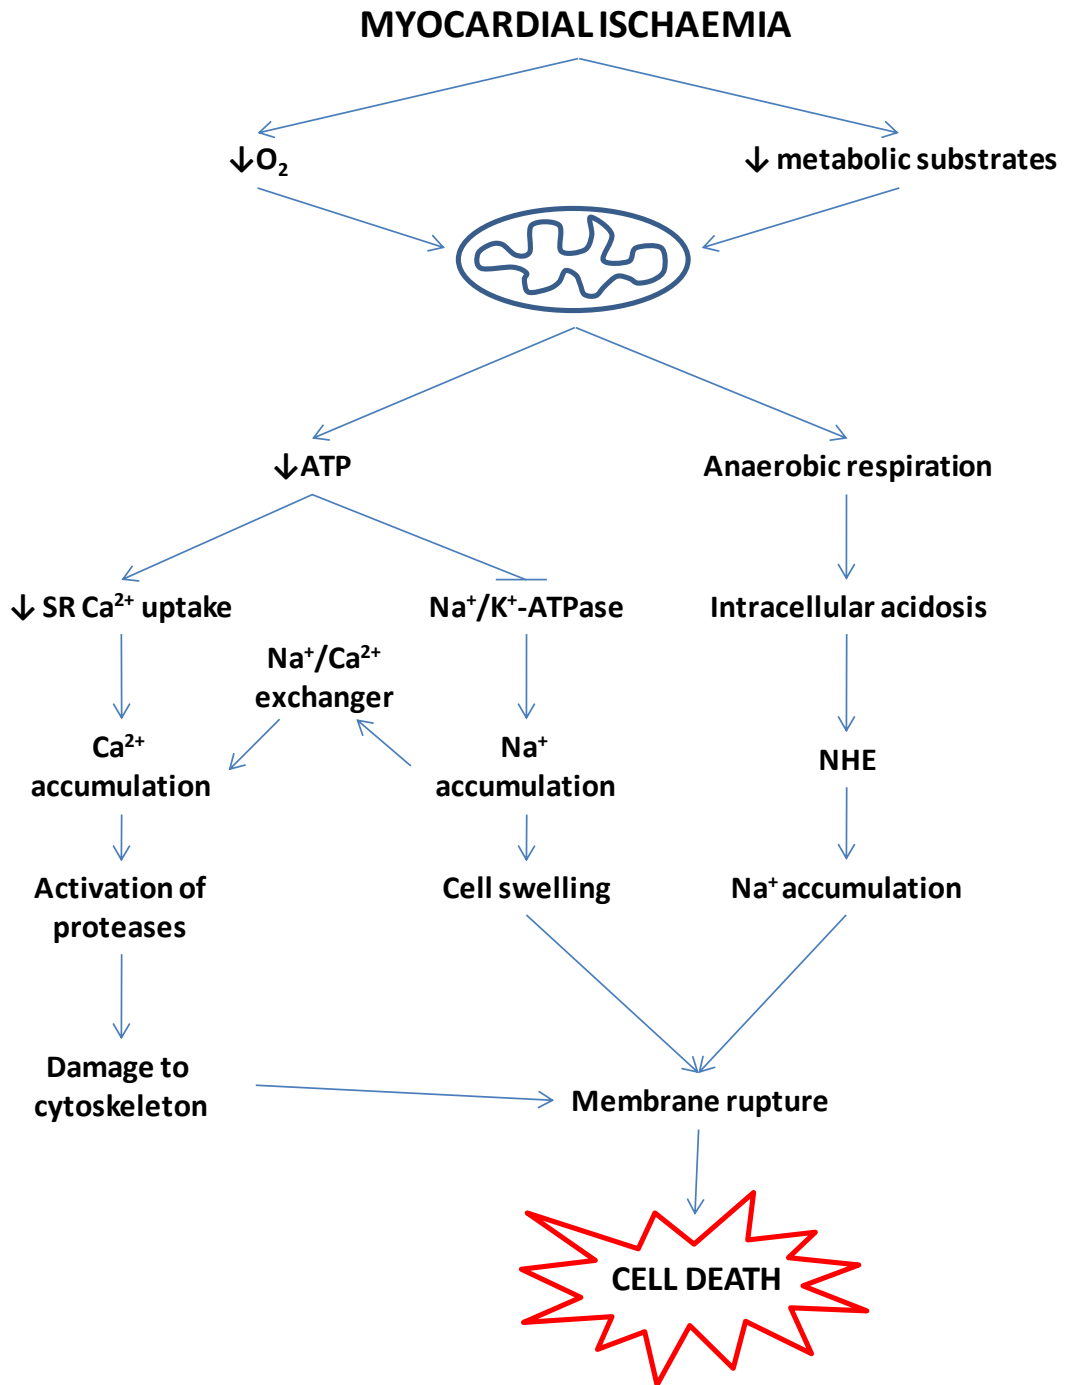 MYOCARDIAL ISCHAEMIA
↓O₂
↓ metabolic substrates
↓ATP
Anaerobic respiration
↓ SR Ca²⁺ uptake
Na⁺/K⁺-ATPase
Intracellular acidosis
Na⁺/Ca²⁺
exchanger
Ca²⁺
accumulation
Na⁺
accumulation
NHE
Activation of
proteases
Cell swelling
Na⁺ accumulation
Damage to
cytoskeleton
Membrane rupture
CELL DEATH